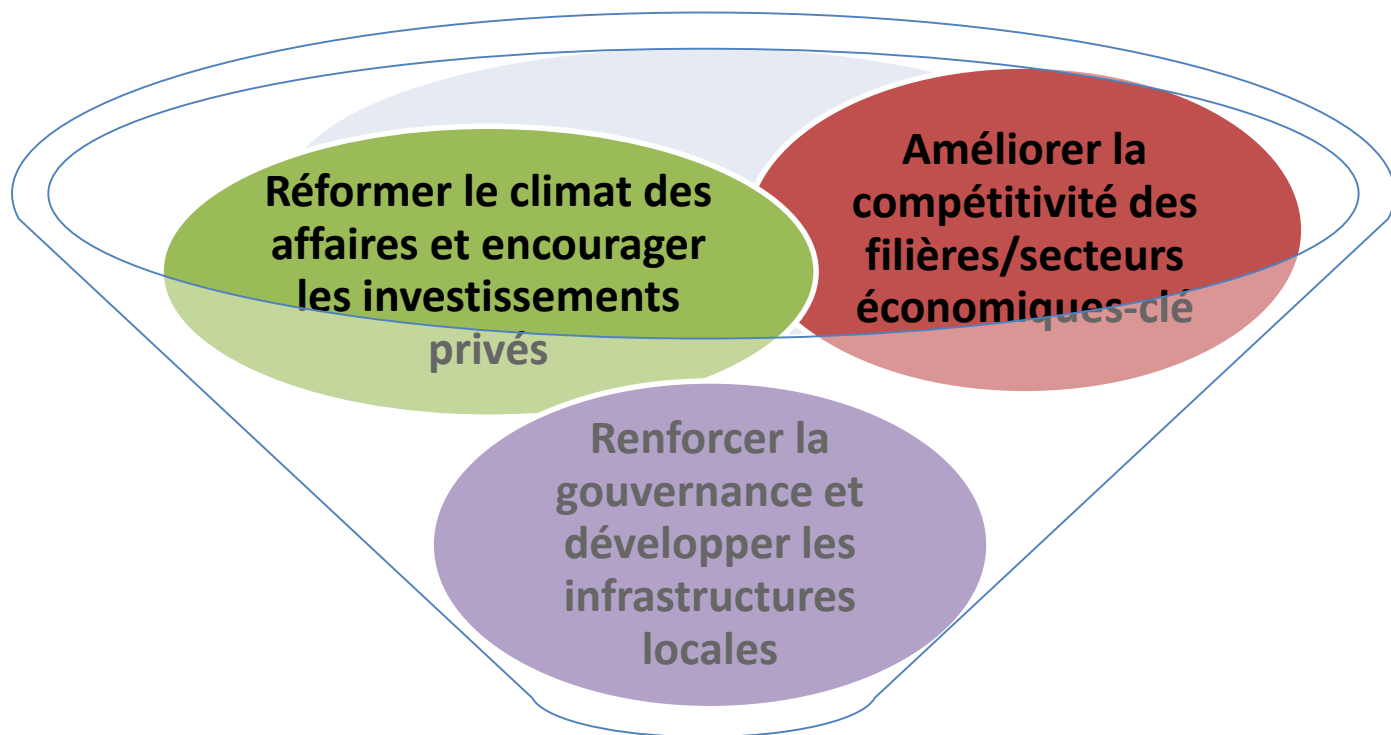 Réformer le climat des
affaires et encourager
les investissements
privés
Améliorer la
compétitivité des
filières/secteurs
économiques-clé
Renforcer la
gouvernance et
développer les
infrastructures
locales